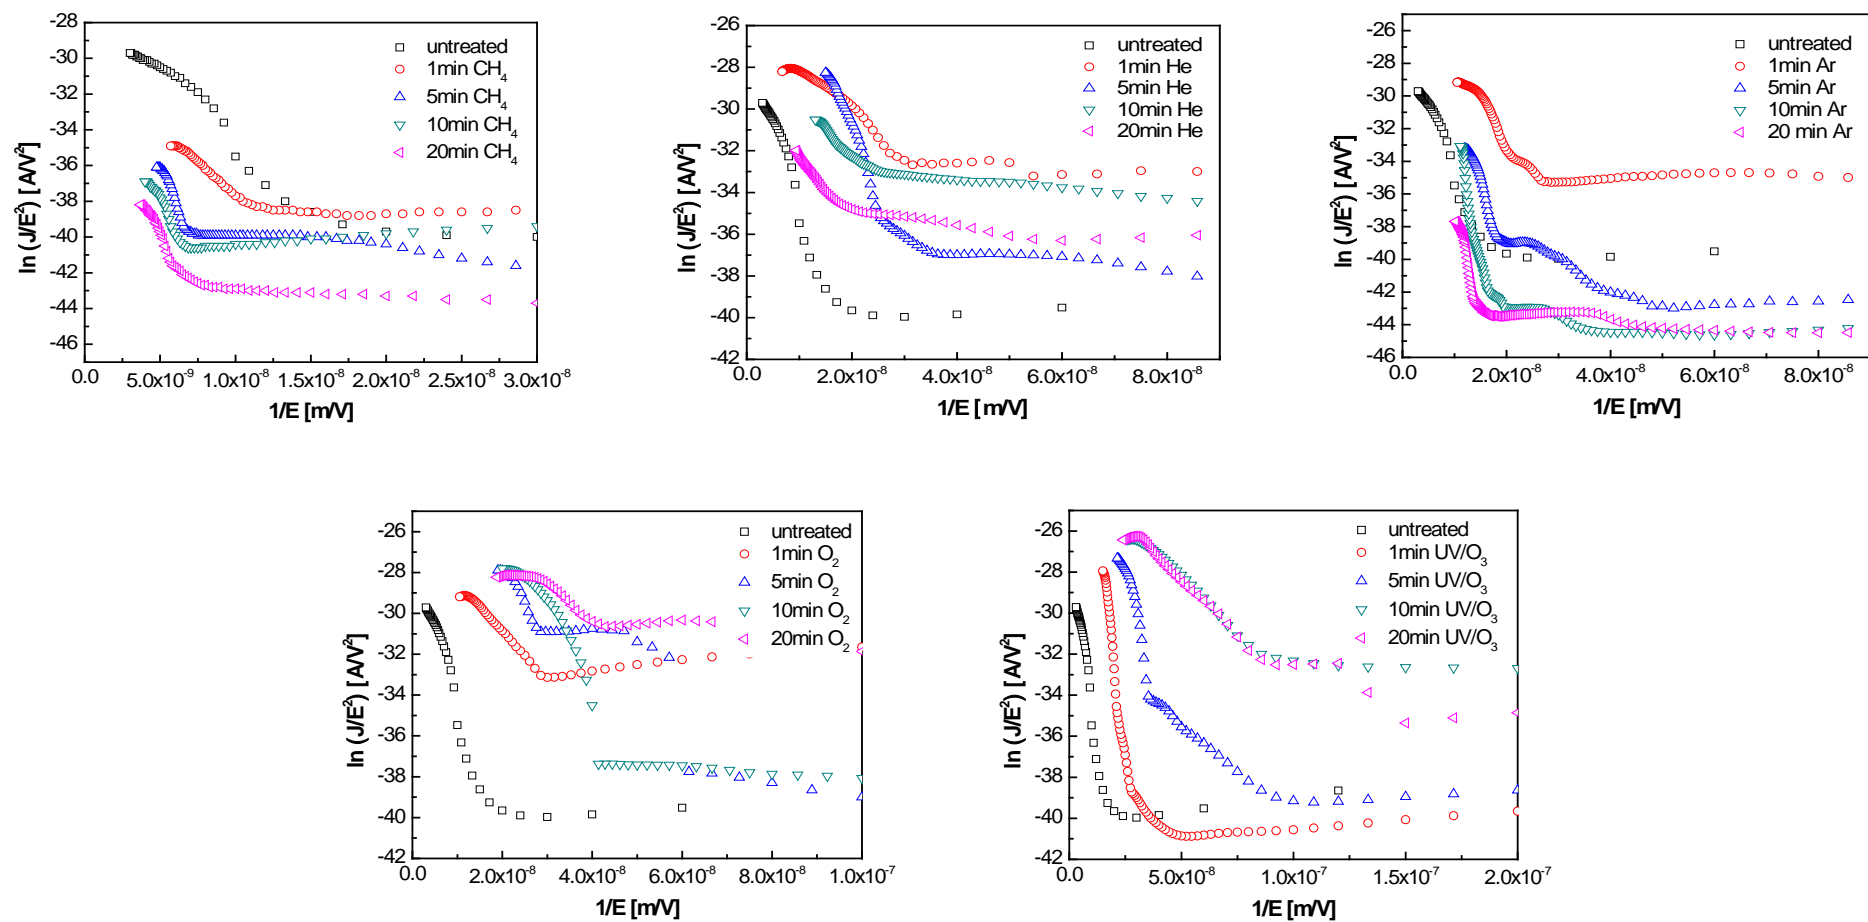 -28
-30
-32
-34
-36
-38
-40
-42
-44
-46
ln (J/E²) [A/V²]
untreated
1min CH₄
5min CH₄
10min CH₄
20min CH₄
0.0
5.0x10⁻⁹
1.0x10⁻⁸
1.5x10⁻⁸
2.0x10⁻⁸
2.5x10⁻⁸
3.0x10⁻⁸
1/E [m/V]
-26
-28
-30
-32
-34
-36
-38
-40
-42
ln (J/E²) [A/V²]
untreated
1min He
5min He
10min He
20min He
0.0
2.0x10⁻⁸
4.0x10⁻⁸
6.0x10⁻⁸
8.0x10⁻⁸
1/E [m/V]
-26
-28
-30
-33
-35
-37
-40
-42
-44
-46
ln (J/E²) [A/V²]
untreated
1min Ar
5min Ar
10min Ar
20 min Ar
0.0
2.0x10⁻⁸
4.0x10⁻⁸
6.0x10⁻⁸
8.0x10⁻⁸
1/E [m/V]
-26
-28
-30
-32
-34
-36
-38
-40
-42
ln (J/E²) [A/V²]
untreated
1min O₂
5min O₂
10min O₂
20min O₂
0.0
2.0x10⁻⁸
4.0x10⁻⁸
6.0x10⁻⁸
8.0x10⁻⁸
1.0x10⁻⁷
1/E [m/V]
-26
-28
-30
-32
-34
-36
-38
-40
-42
ln (J/E²) [A/V²]
untreated
1min UV/O₃
5min UV/O₃
10min UV/O₃
20min UV/O₃
0.0
5.0x10⁻⁸
1.0x10⁻⁷
1.5x10⁻⁷
2.0x10⁻⁷
1/E [m/V]